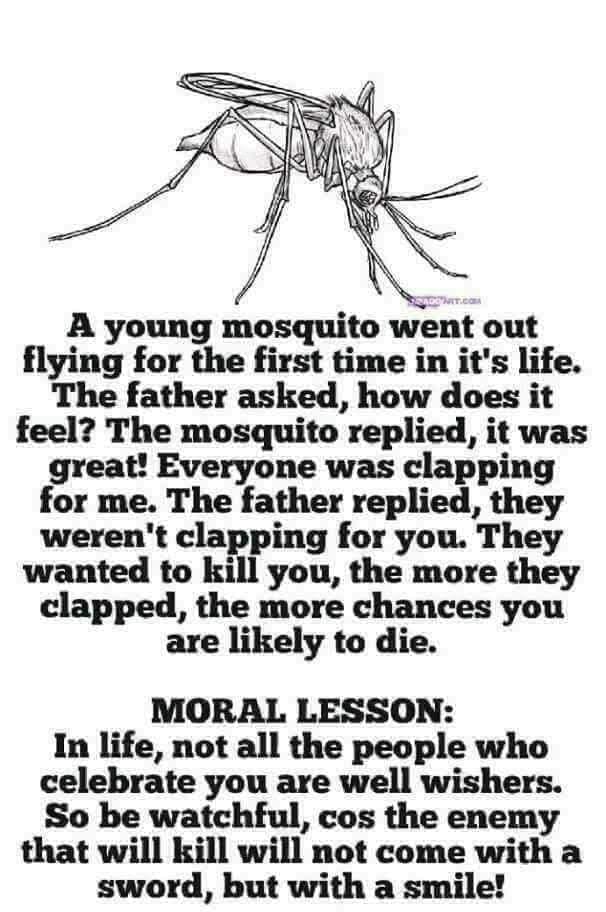 A young mosquito went out
flying for the first time in it's life.
The father asked, how does it
feel? The mosquito replied, it was
great! Everyone was clapping
for me. The father replied, they
weren't clapping for you. They
wanted to kill you, the more they
clapped, the more chances you
are likely to die.
MORAL LESSON:
In life, not all the people who
celebrate you are well wishers.
So be watchful, cos the enemy
that will kill will not come with a
sword, but with a smile!